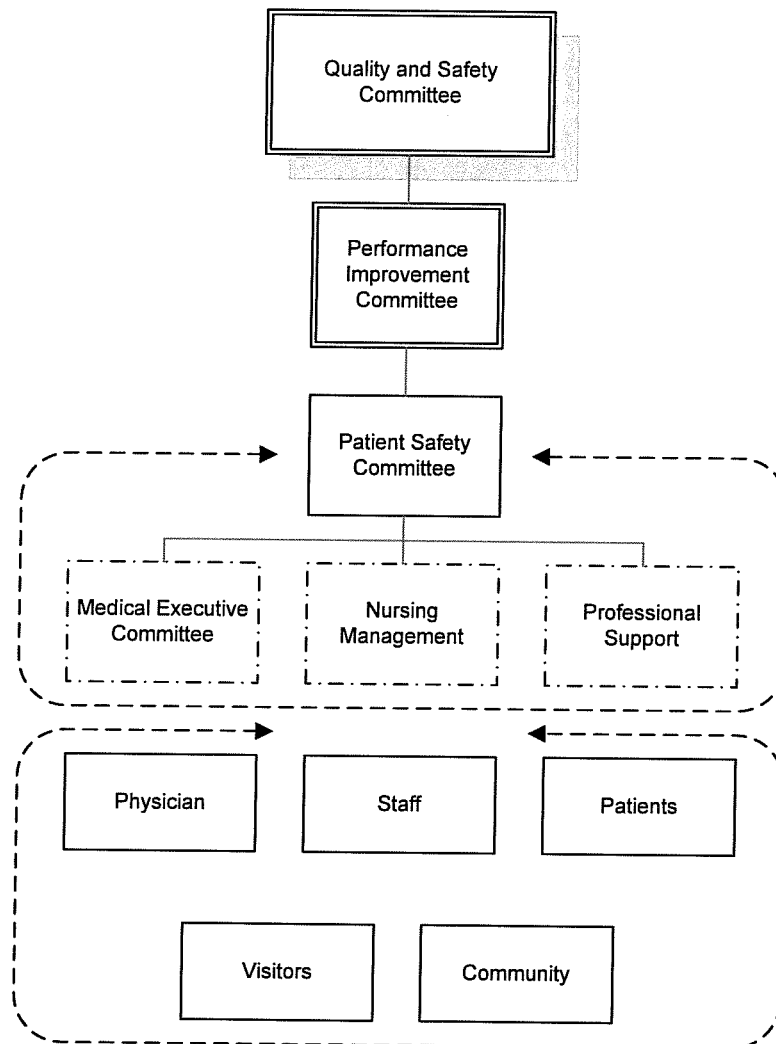 Quality and Safety
Committee
Performance
Improvement
Committee
Patient Safety
Committee
Medical Executive
Committee
Nursing
Management
Professional
Support
Physician
Staff
Patients
Visitors
Community